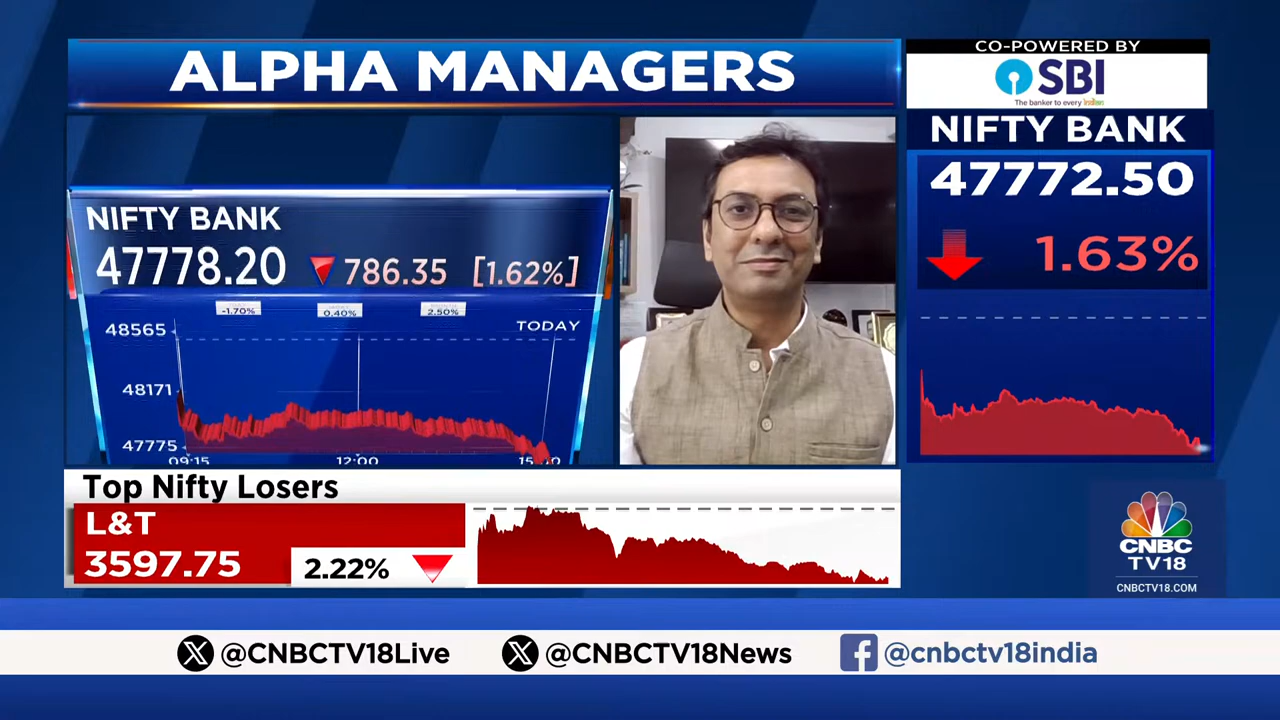 ALPHA MANAGERS
CO-POWERED BY
SBI
The banker to every Indian
NIFTY BANK
47772.50
1.63%
NIFTY BANK
47778.20 786.35 [1.62%]
-1.70% 0.40% 2.50%
TODAY
48565
48171
47775
09:15 12:00
Top Nifty Losers
L&T
3597.75 2.22%
CNBC
TV18
CNBCTV18.COM
@CNBCTV18Live @CNBCTV18News @cnbctv18india